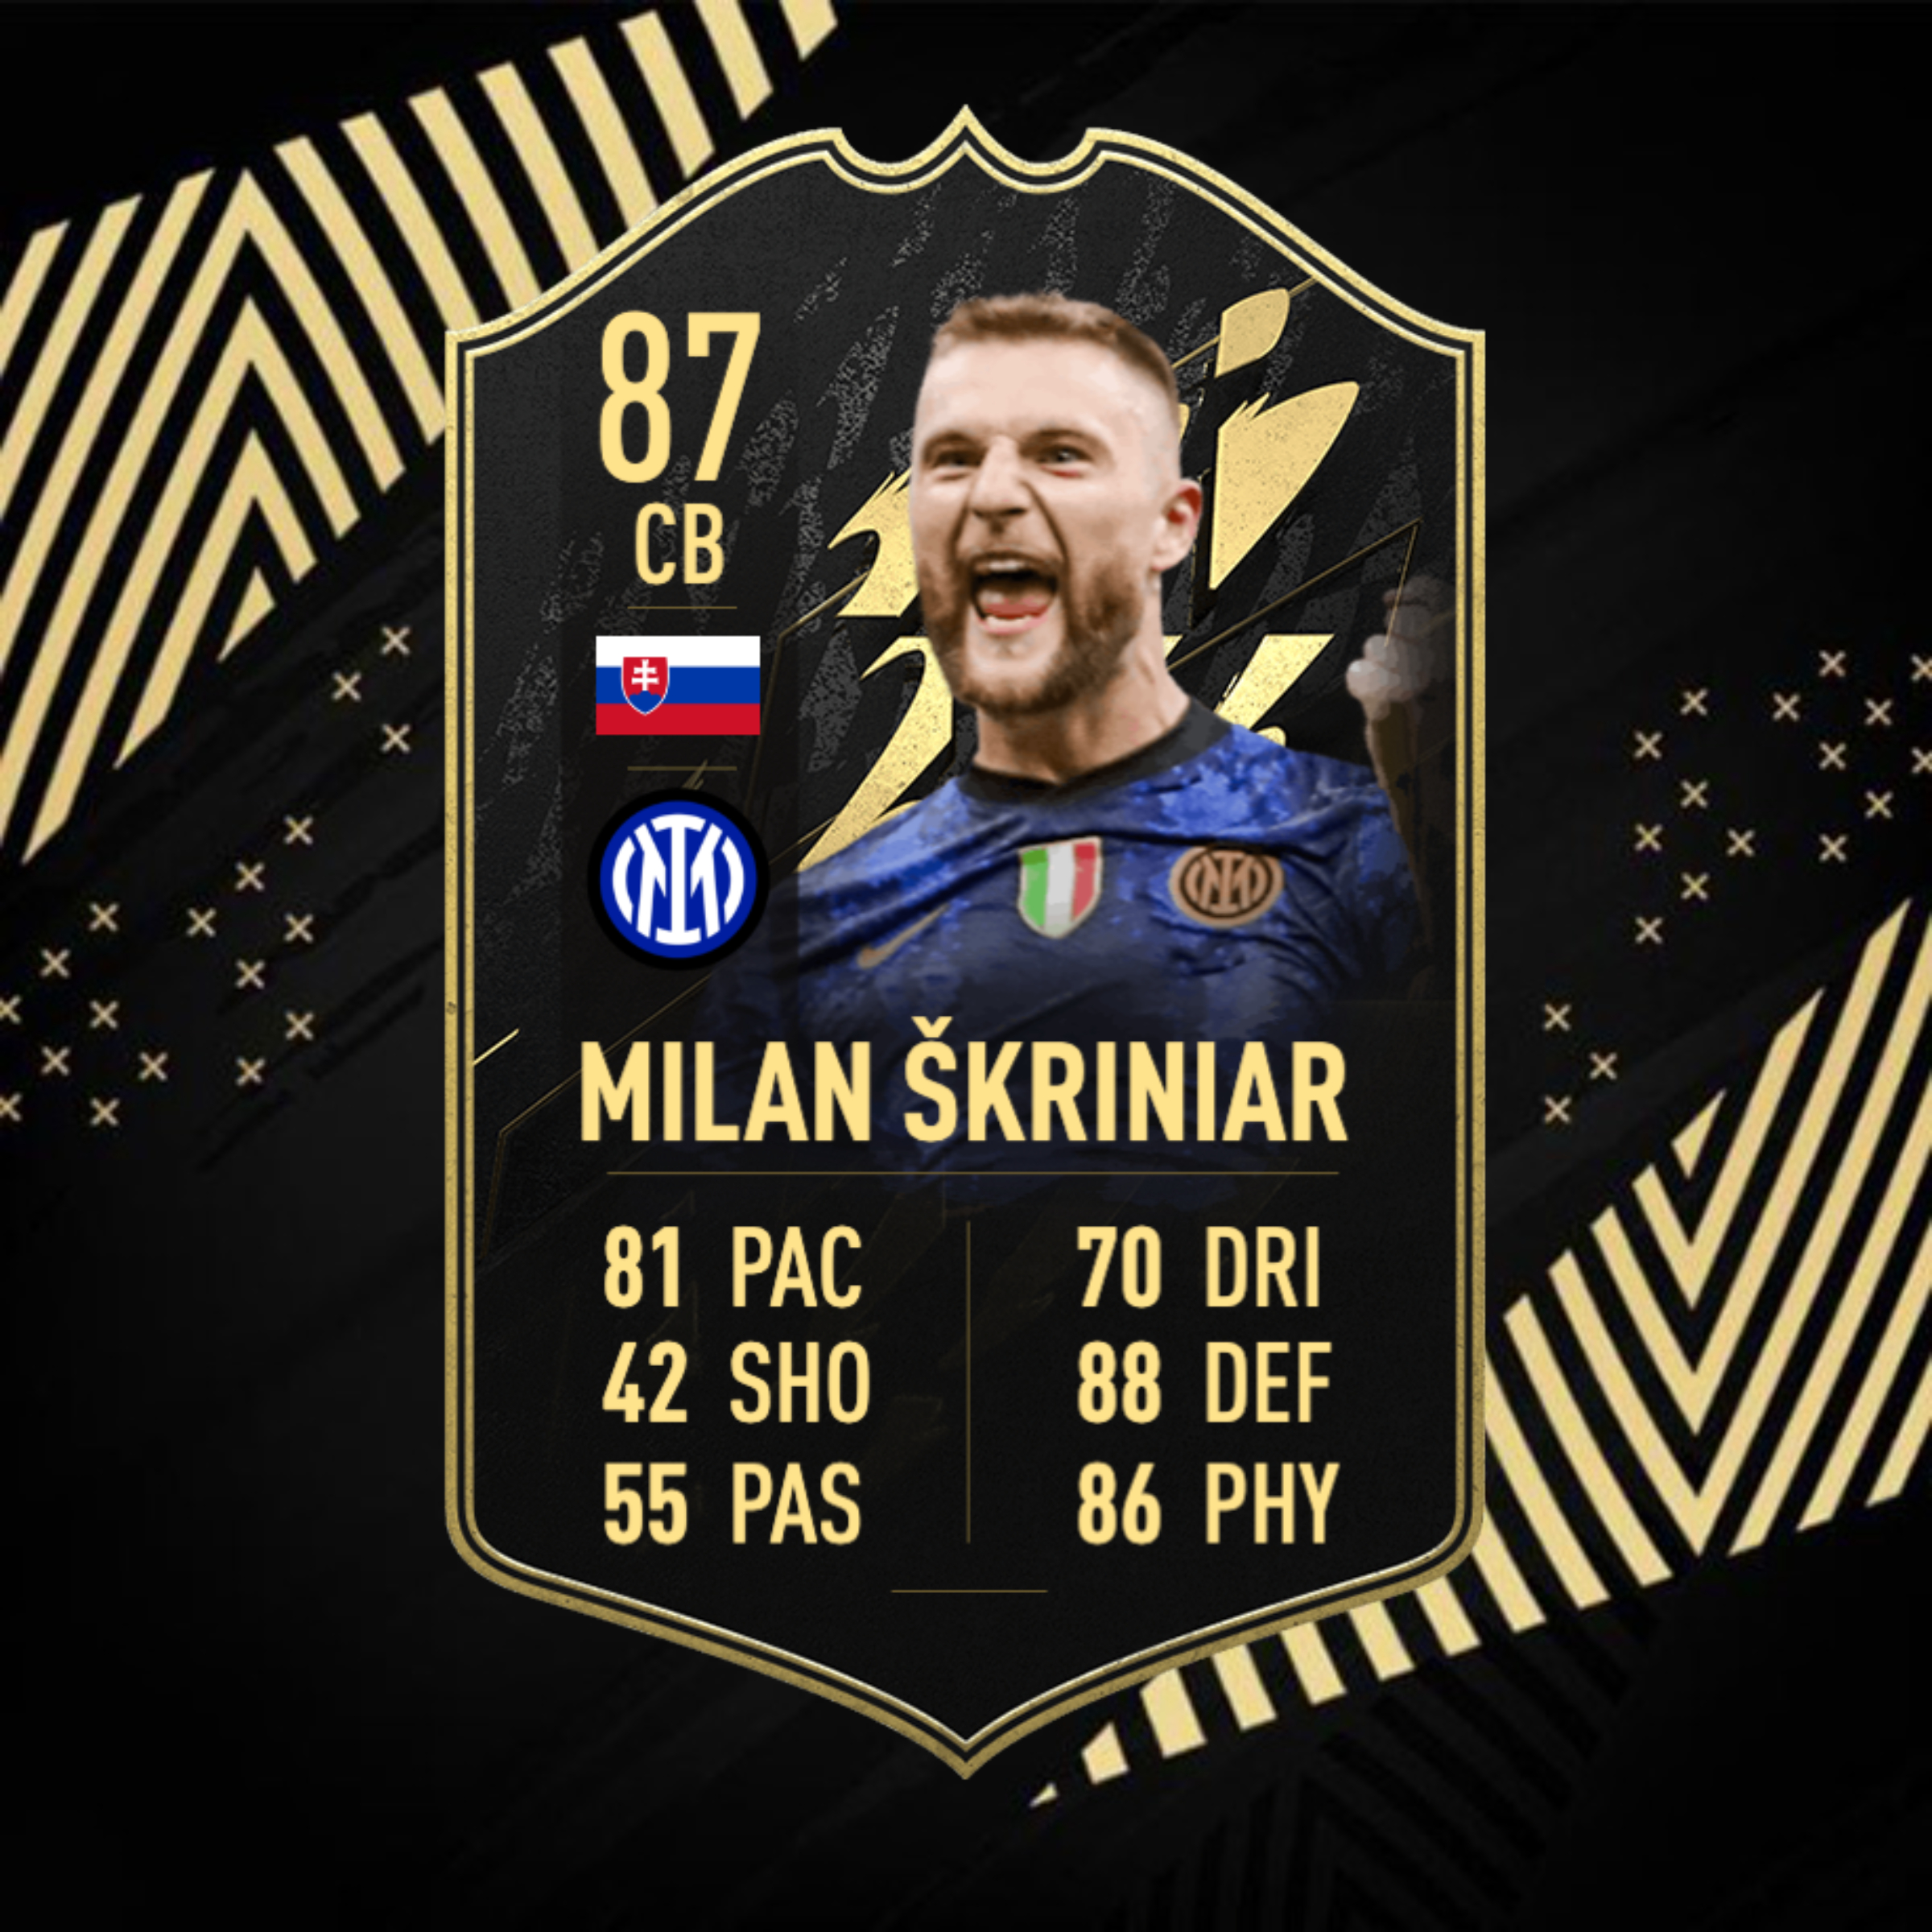 87
CB
MILAN ŠKRINIAR
81 PAC 70 DRI
42 SHO 88 DEF
55 PAS 86 PHY